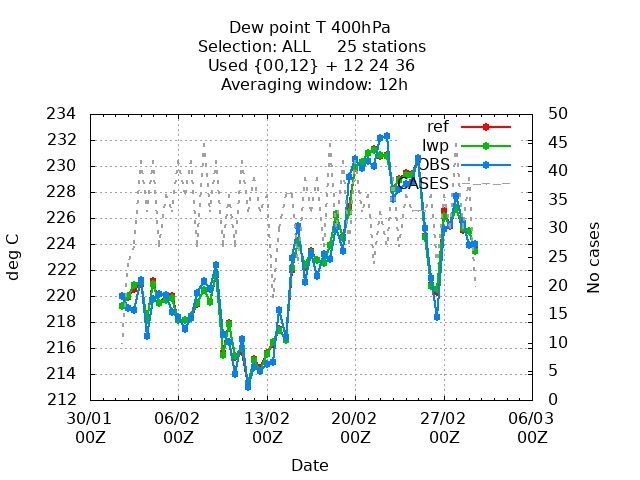 Dew point T 400hPa
Selection: ALL 25 stations
Used {00,12} + 12 24 36
Averaging window: 12h
ref
lwp
OBS
CASES
234
232
230
228
226
224
222
220
218
216
214
212
deg C
50
45
40
35
30
25
20
15
10
5
0
No cases
30/01 06/02 13/02 20/02 27/02 06/03
00Z 00Z 00Z 00Z 00Z 00Z
Date